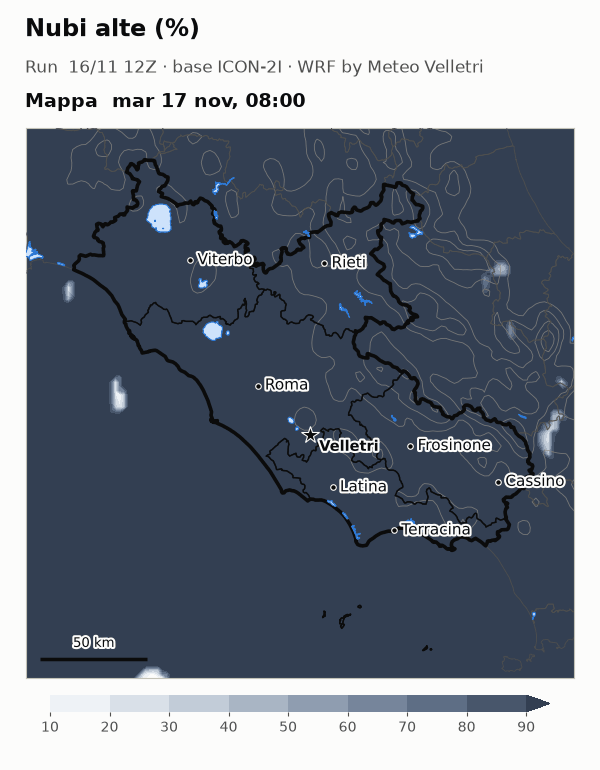 Nubi alte (%)
Run 16/11 12Z · base ICON-2I · WRF by Meteo Velletri
Mappa mar 17 nov, 08:00
Viterbo
Rieti
Roma
Velletri
Frosinone
Latina
Cassino
Terracina
50 km
10 20 30 40 50 60 70 80 90